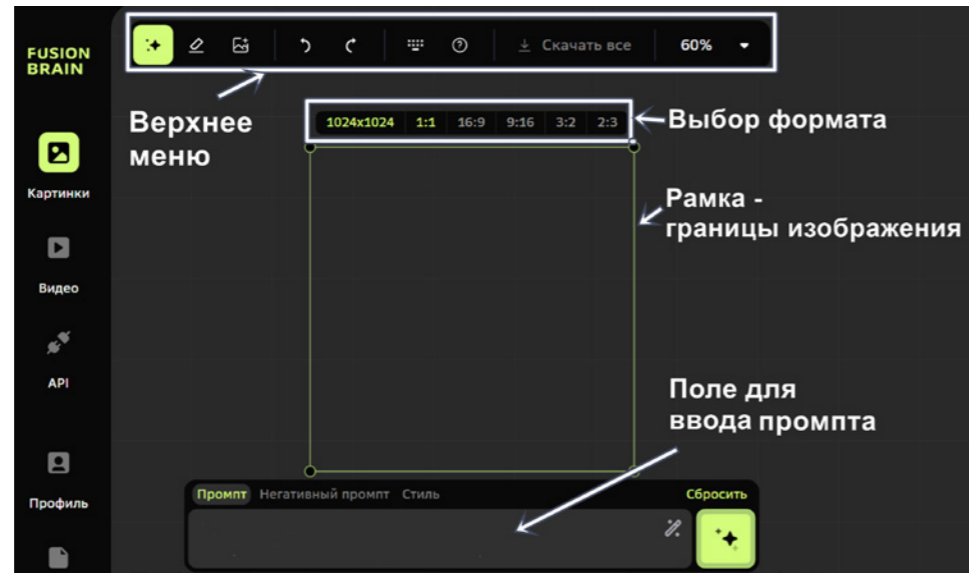 FUSION
BRAIN
Скачать все
60%
Верхнее
меню
1024x1024 1:1 16:9 9:16 3:2 2:3
Выбор формата
Картинки
Рамка -
границы изображения
Видео
API
Поле для
ввода промпта
Профиль
Промпт Негативный промпт Стиль
Сбросить